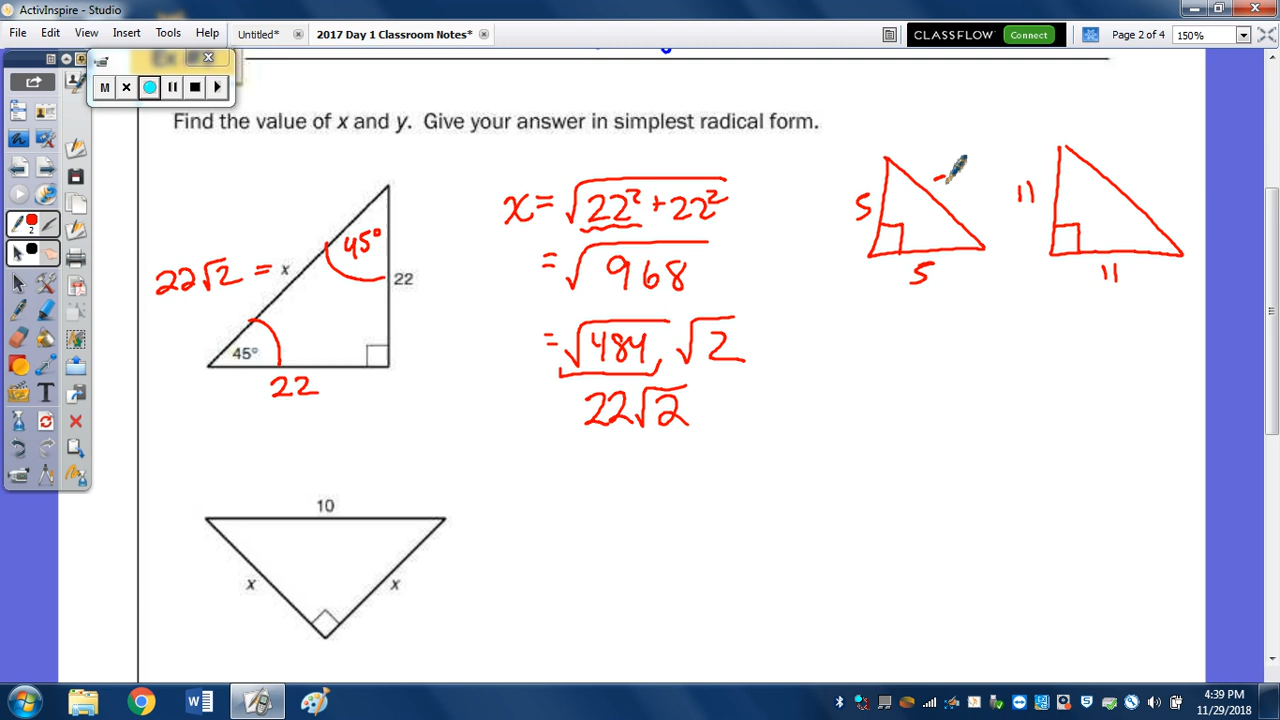 ActivInspire - Studio
File Edit View Insert Tools Help
Untitled*
2017 Day 1 Classroom Notes*
CLASSFLOW Connect
Page 2 of 4
150%
M
2
Find the value of x and y. Give your answer in simplest radical form.
22√2 = x
45°
22
45°
22
x = √22² + 22²
= √968
= √484, √2
22√2
5
5
11
11
10
x
x
4:39 PM
11/29/2018